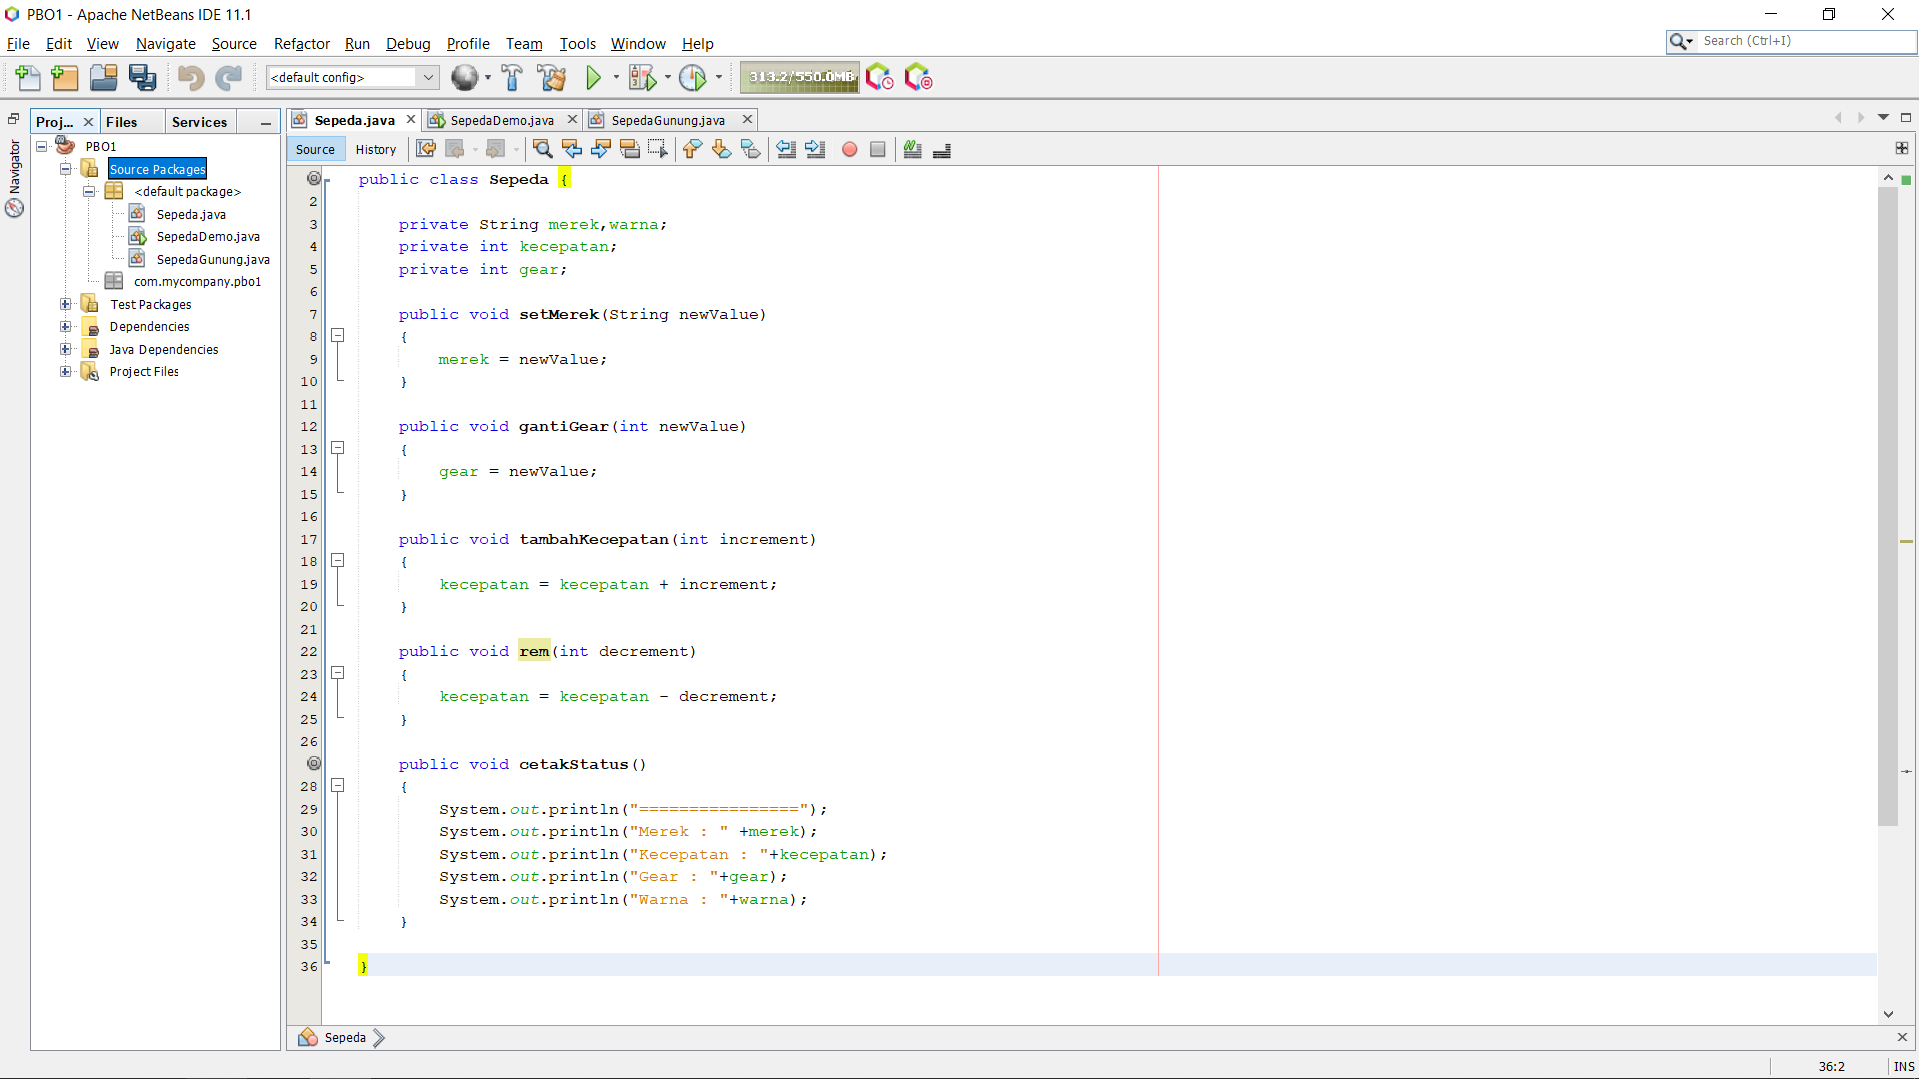 PBO1 - Apache NetBeans IDE 11.1
File Edit View Navigate Source Refactor Run Debug Profile Team Tools Window Help
Search (Ctrl+I)
<default config>
313.2/550.0MB
Proj... Files Services
Sepeda.java SepedaDemo.java SepedaGunung.java
Navigator
Source History
PBO1
Source Packages
<default package>
Sepeda.java
SepedaDemo.java
SepedaGunung.java
com.mycompany.pbo1
Test Packages
Dependencies
Java Dependencies
Project Files
public class Sepeda {
2
3 private String merek,warna;
4 private int kecepatan;
5 private int gear;
6
7 public void setMerek(String newValue)
8 {
9 merek = newValue;
10 }
11
12 public void gantiGear(int newValue)
13 {
14 gear = newValue;
15 }
16
17 public void tambahKecepatan(int increment)
18 {
19 kecepatan = kecepatan + increment;
20 }
21
22 public void rem(int decrement)
23 {
24 kecepatan = kecepatan - decrement;
25 }
26
public void cetakStatus()
28 {
29 System.out.println("================");
30 System.out.println("Merek : " +merek);
31 System.out.println("Kecepatan : "+kecepatan);
32 System.out.println("Gear : "+gear);
33 System.out.println("Warna : "+warna);
34 }
35
36 }
Sepeda
36:2 INS